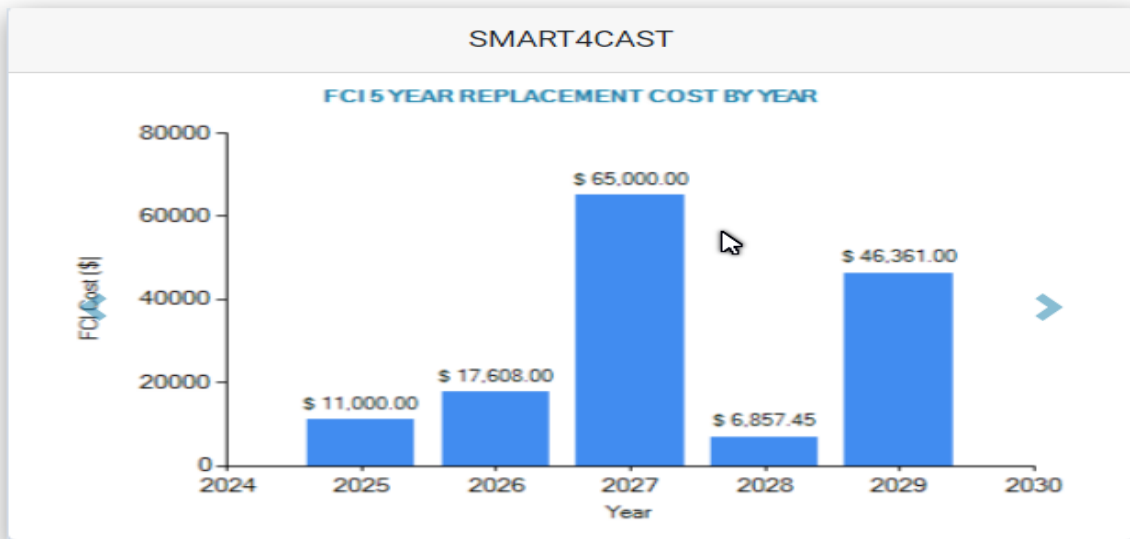 SMART4CAST
FCI 5 YEAR REPLACEMENT COST BY YEAR
FCI Cost ($)
80000
60000
40000
20000
0
$ 11,000.00
$ 17,608.00
$ 65,000.00
$ 6,857.45
$ 46,361.00
2024 2025 2026 2027 2028 2029 2030
Year